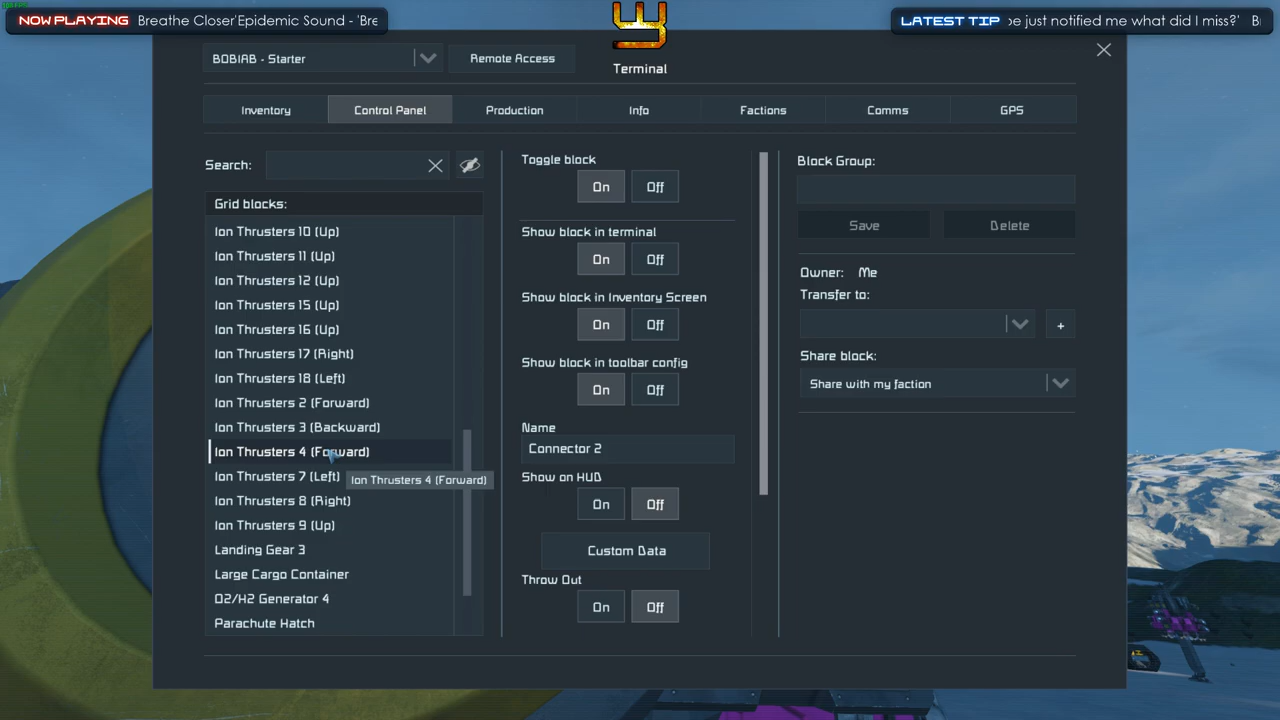 NOW PLAYING Breathe Closer'Epidemic Sound - 'Bre
LATEST TIP be just notified me what did I miss?' B
BOBIAB - Starter
Remote Access
Terminal
Inventory
Control Panel
Production
Info
Factions
Comms
GPS
Search:
Grid blocks:
Ion Thrusters 10 (Up)
Ion Thrusters 11 (Up)
Ion Thrusters 12 (Up)
Ion Thrusters 15 (Up)
Ion Thrusters 16 (Up)
Ion Thrusters 17 (Right)
Ion Thrusters 18 (Left)
Ion Thrusters 2 (Forward)
Ion Thrusters 3 (Backward)
Ion Thrusters 4 (Forward)
Ion Thrusters 7 (Left)
Ion Thrusters 4 (Forward)
Ion Thrusters 8 (Right)
Ion Thrusters 9 (Up)
Landing Gear 3
Large Cargo Container
O2/H2 Generator 4
Parachute Hatch
Toggle block
On Off
Show block in terminal
On Off
Show block in Inventory Screen
On Off
Show block in toolbar config
On Off
Name
Connector 2
Show on HUD
On Off
Custom Data
Throw Out
On Off
Block Group:
Save Delete
Owner: Me
Transfer to:
+
Share block:
Share with my faction